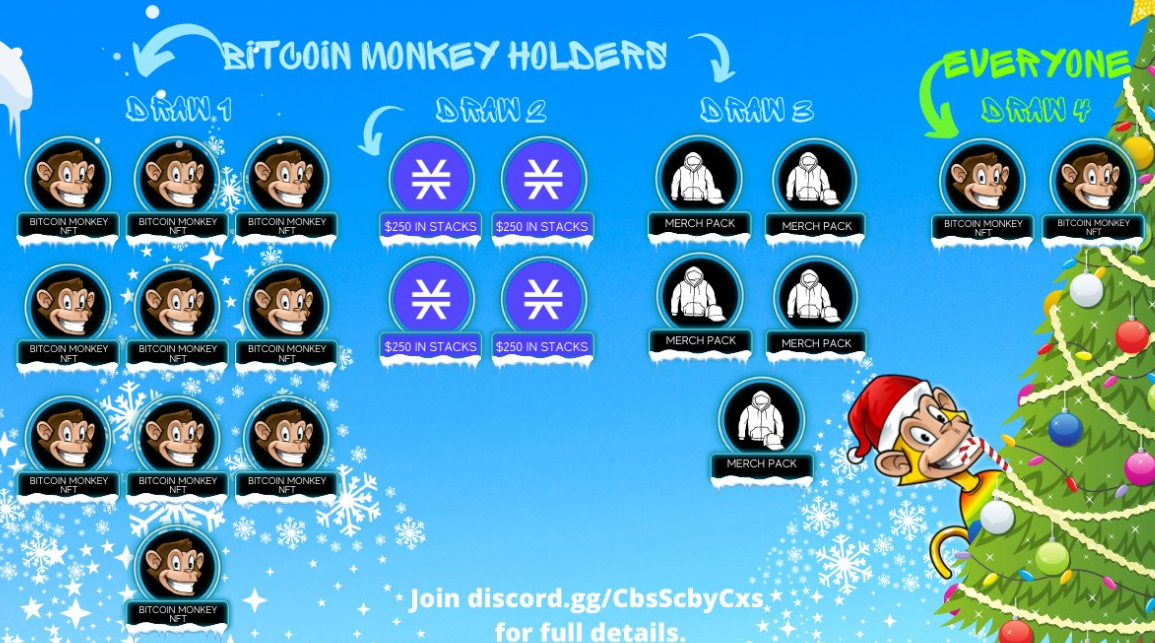 BITCOIN MONKEY HOLDERS
EVERYONE
DRAW 1
DRAW 2
DRAW 3
DRAW 4
BITCOIN MONKEY
NFT
BITCOIN MONKEY
NFT
BITCOIN MONKEY
NFT
$250 IN STACKS
$250 IN STACKS
MERCH PACK
MERCH PACK
BITCOIN MONKEY
NFT
BITCOIN MONKEY
NFT
BITCOIN MONKEY
NFT
BITCOIN MONKEY
NFT
BITCOIN MONKEY
NFT
$250 IN STACKS
$250 IN STACKS
MERCH PACK
MERCH PACK
BITCOIN MONKEY
NFT
BITCOIN MONKEY
NFT
BITCOIN MONKEY
NFT
MERCH PACK
BITCOIN MONKEY
NFT
Join discord.gg/CbsScbyCxs
for full details.